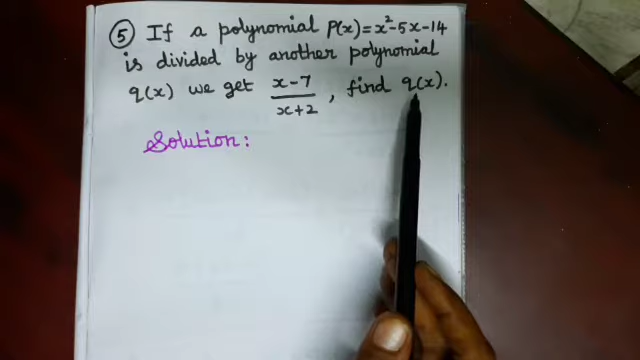 ⑤ If a polynomial P(x)=x²-5x-14
is divided by another polynomial
q(x) we get (x-7)/(x+2), find q(x).
Solution: